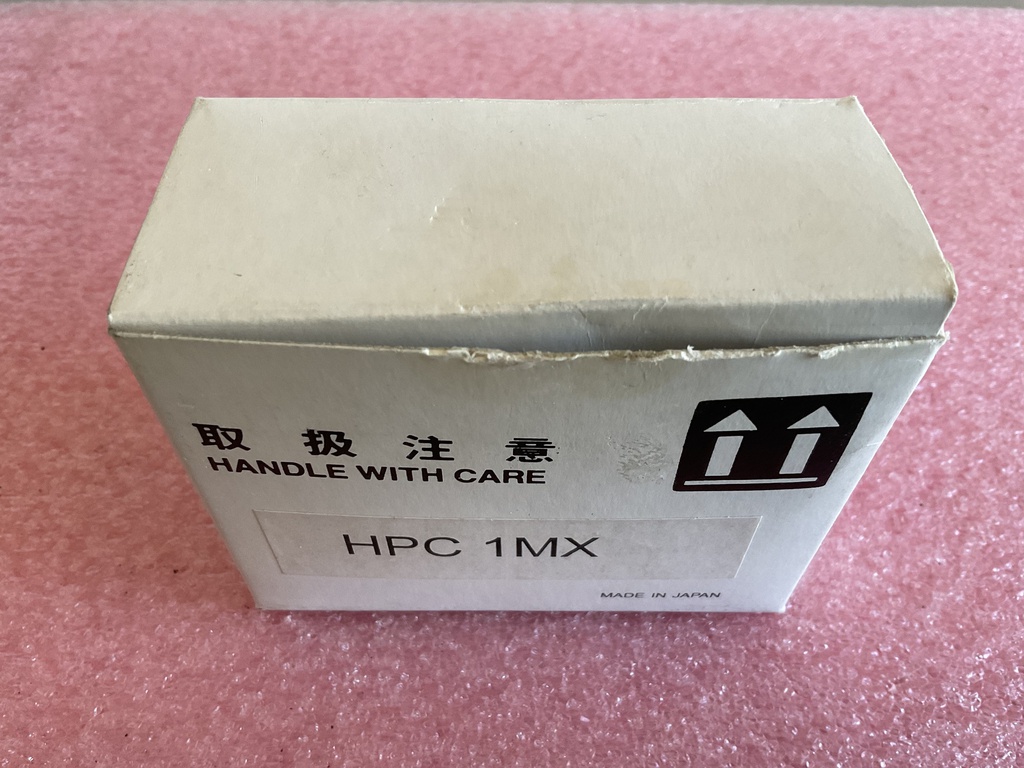 取扱注意
HANDLE WITH CARE
HPC 1MX
MADE IN JAPAN